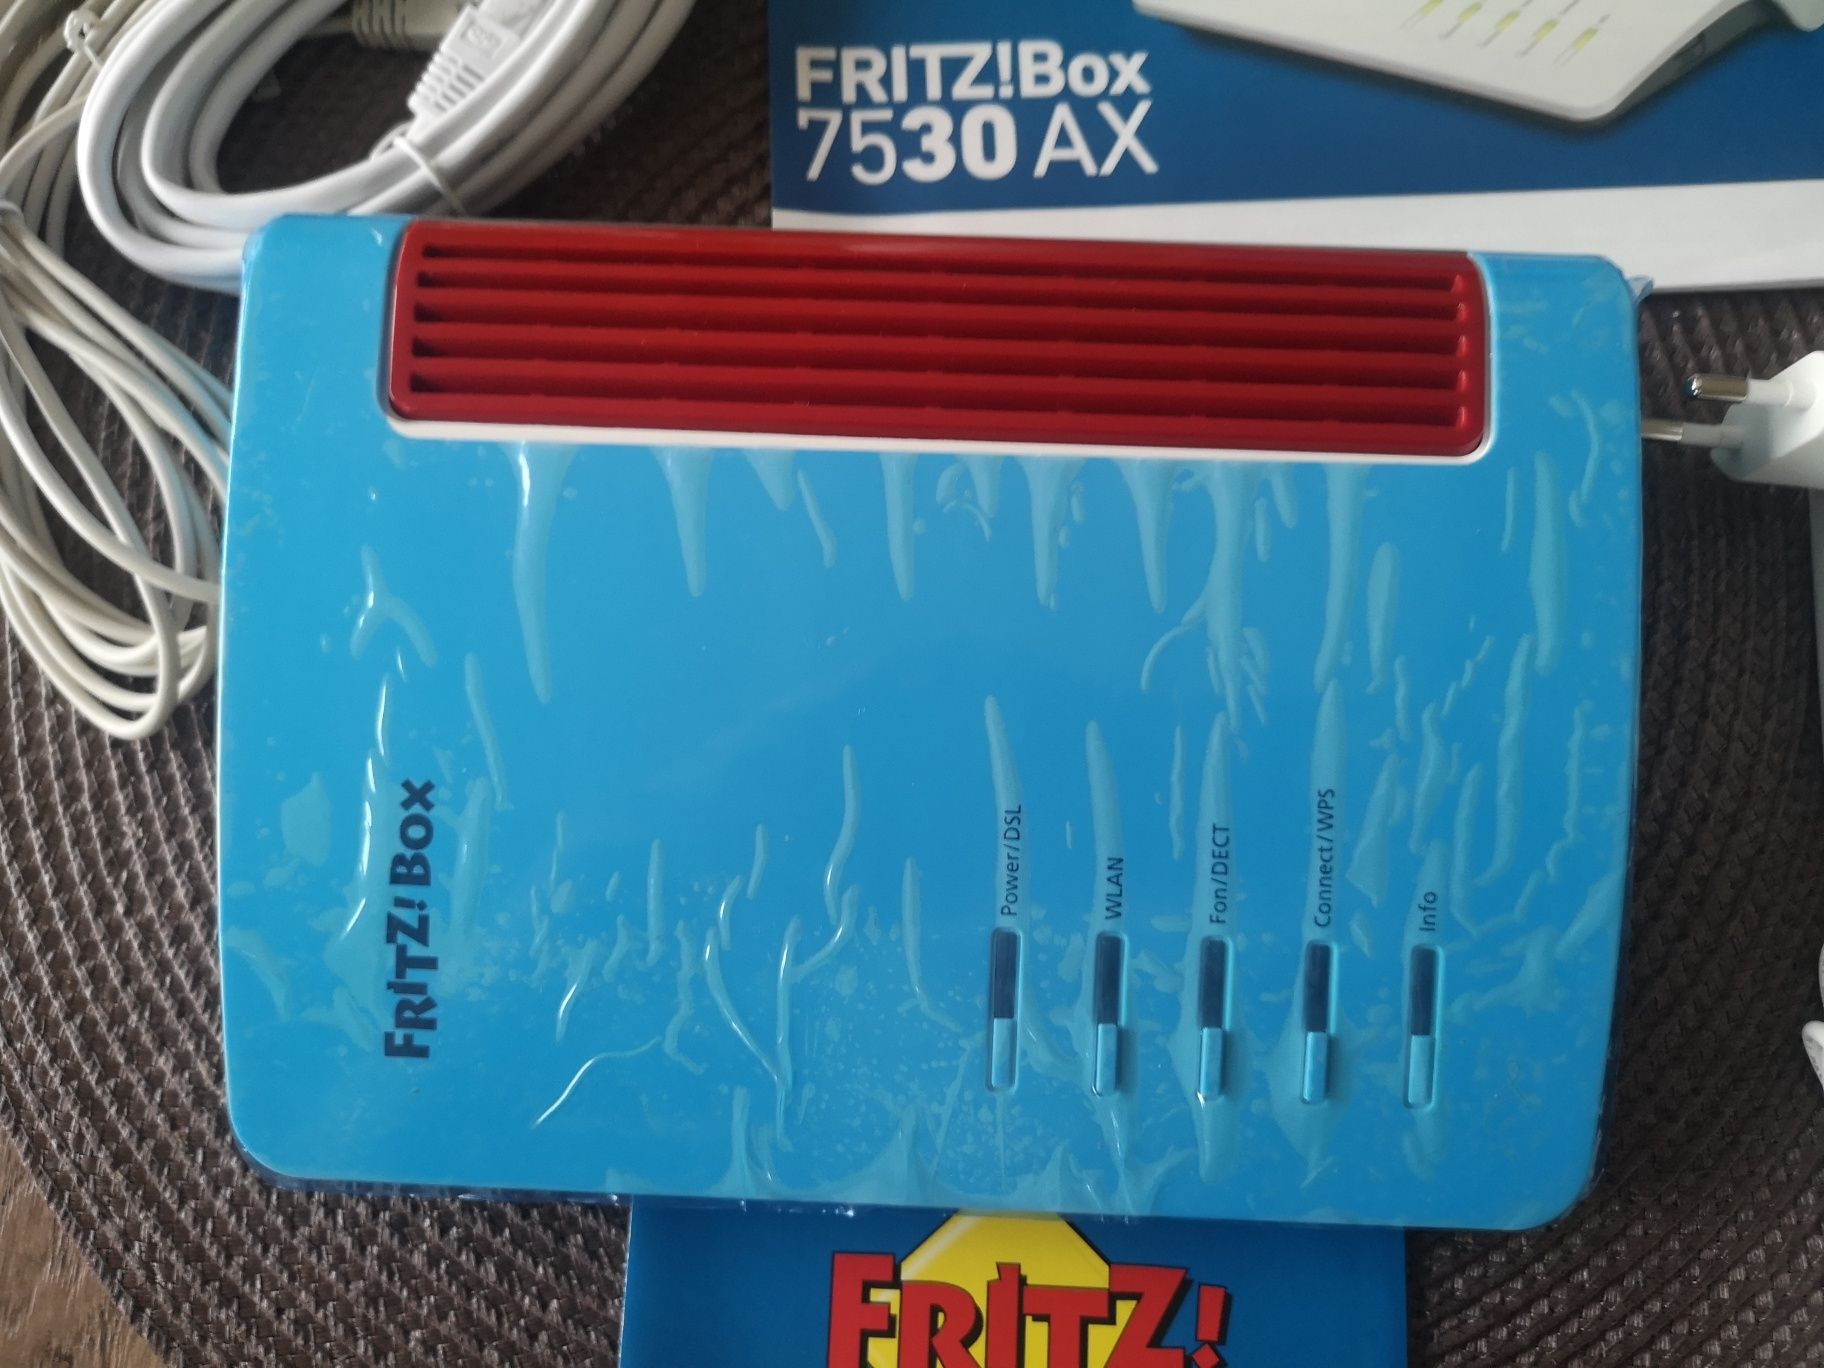 FRITZ!Box
7530 AX
FRITZ!Box
Power/DSL
WLAN
Fon/DECT
Connect/WPS
Info
FRITZ!